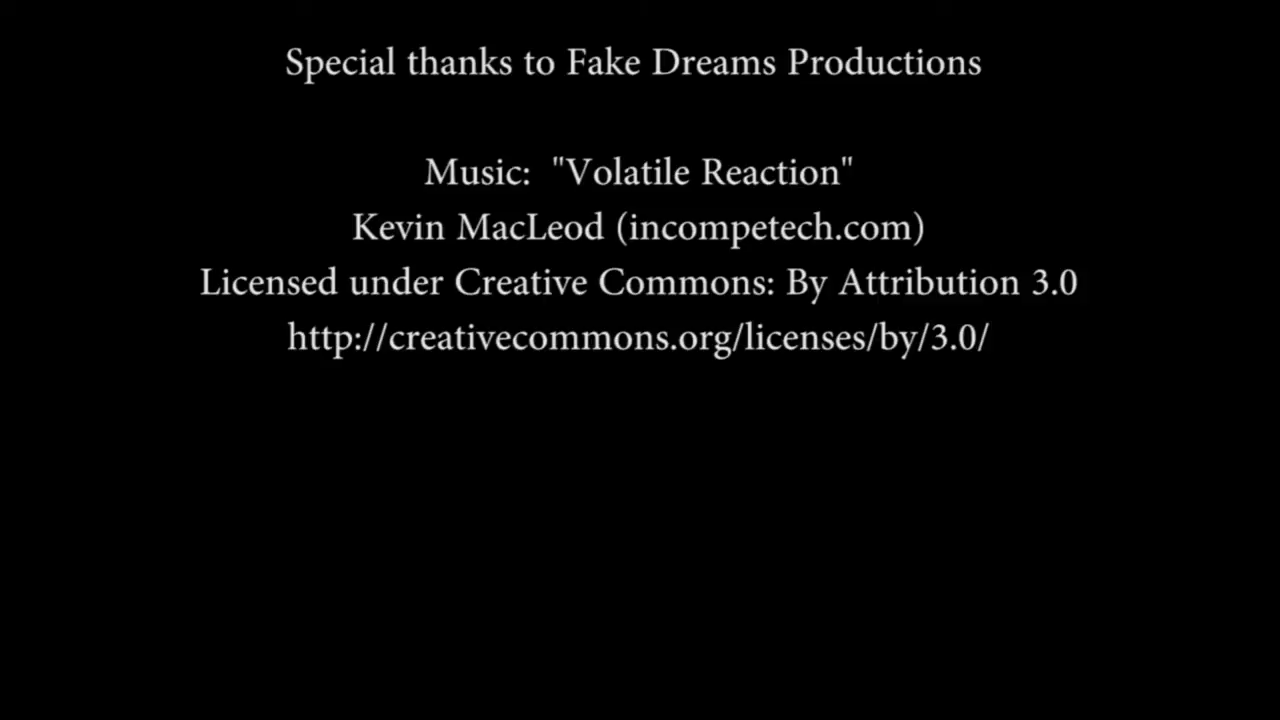 Special thanks to Fake Dreams Productions
Music:  "Volatile Reaction"
Kevin MacLeod (incompetech.com)
Licensed under Creative Commons: By Attribution 3.0
http://creativecommons.org/licenses/by/3.0/